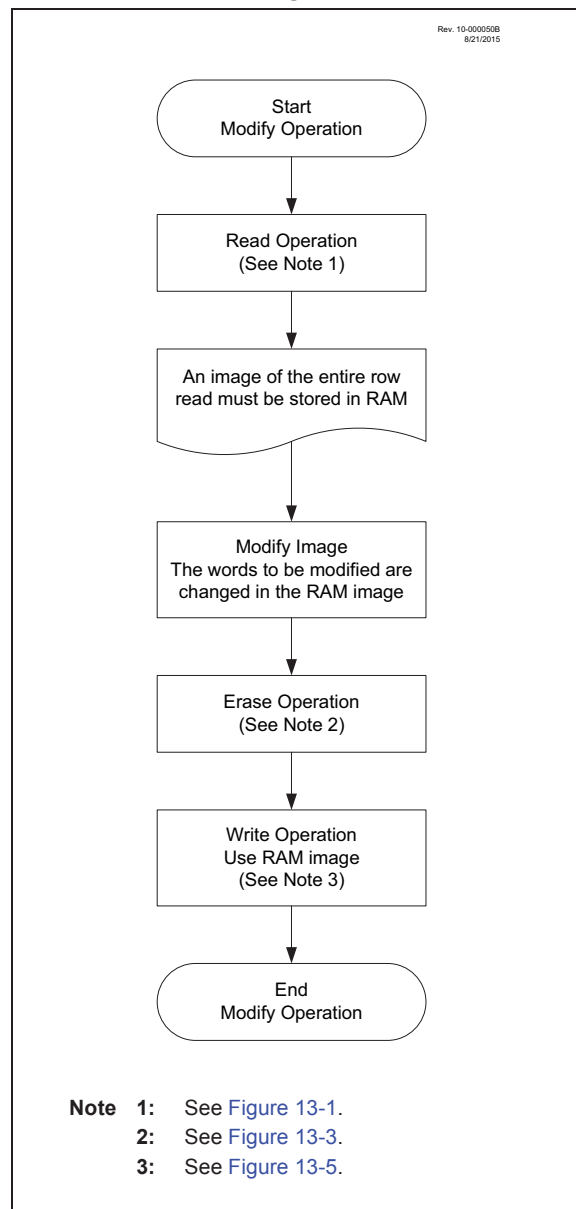 Rev. 10-000050B
8/21/2015
Start
Modify Operation
Read Operation
(See Note 1)
An image of the entire row
read must be stored in RAM
Modify Image
The words to be modified are
changed in the RAM image
Erase Operation
(See Note 2)
Write Operation
Use RAM image
(See Note 3)
End
Modify Operation
Note 1: See Figure 13-1.
2: See Figure 13-3.
3: See Figure 13-5.